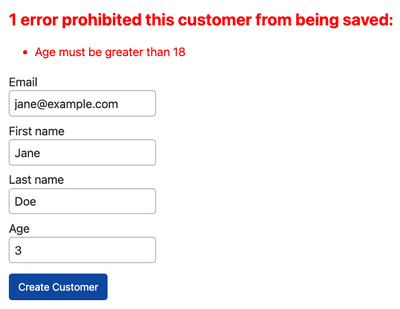 1 error prohibited this customer from being saved:
Age must be greater than 18
Email
jane@example.com
First name
Jane
Last name
Doe
Age
3
Create Customer